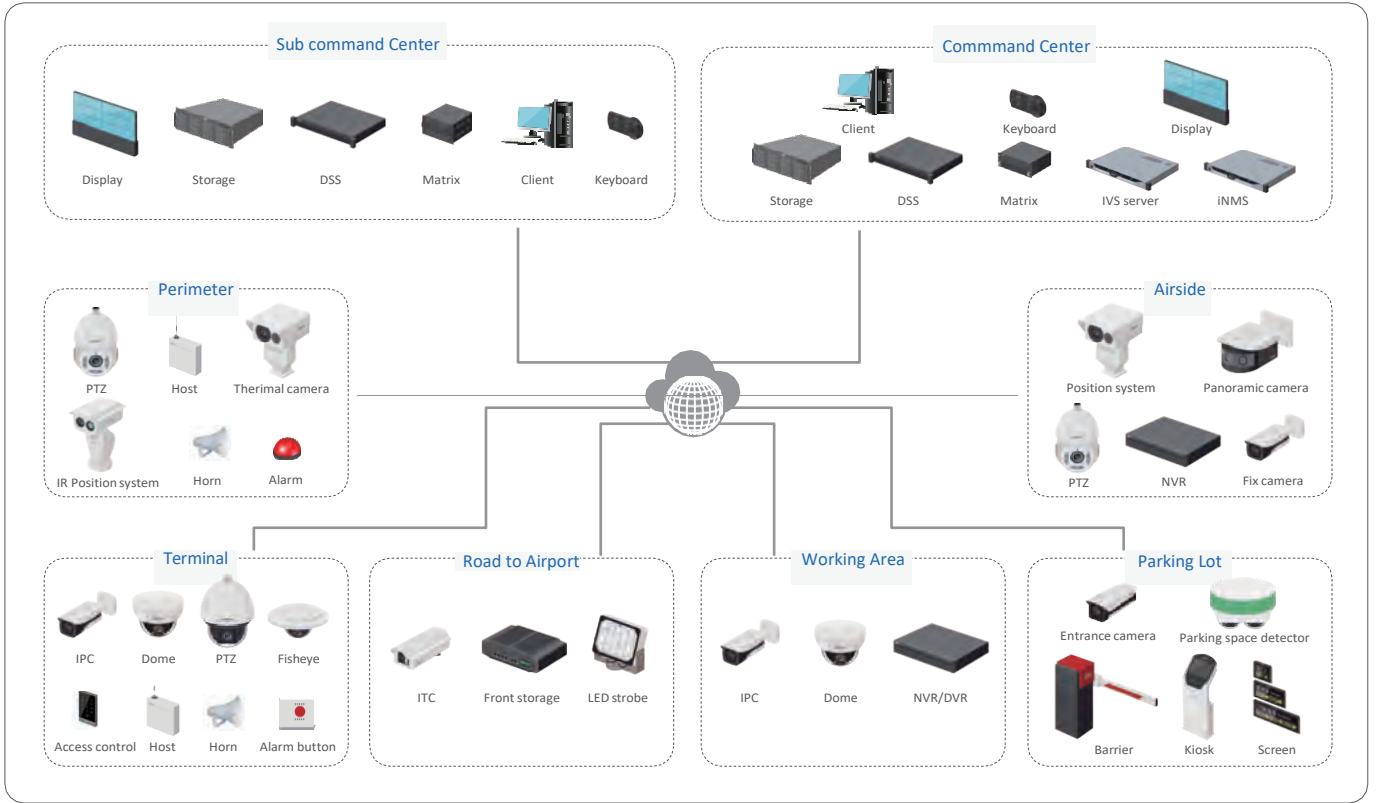 Sub command Center
Display
Storage
DSS
Matrix
Client
Keyboard
Commmand Center
Client
Keyboard
Display
Storage
DSS
Matrix
IVS server
iNMS
Perimeter
PTZ
Host
Therimal camera
IR Position system
Horn
Alarm
Airside
Position system
Panoramic camera
PTZ
NVR
Fix camera
Terminal
IPC
Dome
PTZ
Fisheye
Access control
Host
Horn
Alarm button
Road to Airport
ITC
Front storage
LED strobe
Working Area
IPC
Dome
NVR/DVR
Parking Lot
Entrance camera
Parking space detector
Barrier
Kiosk
Screen